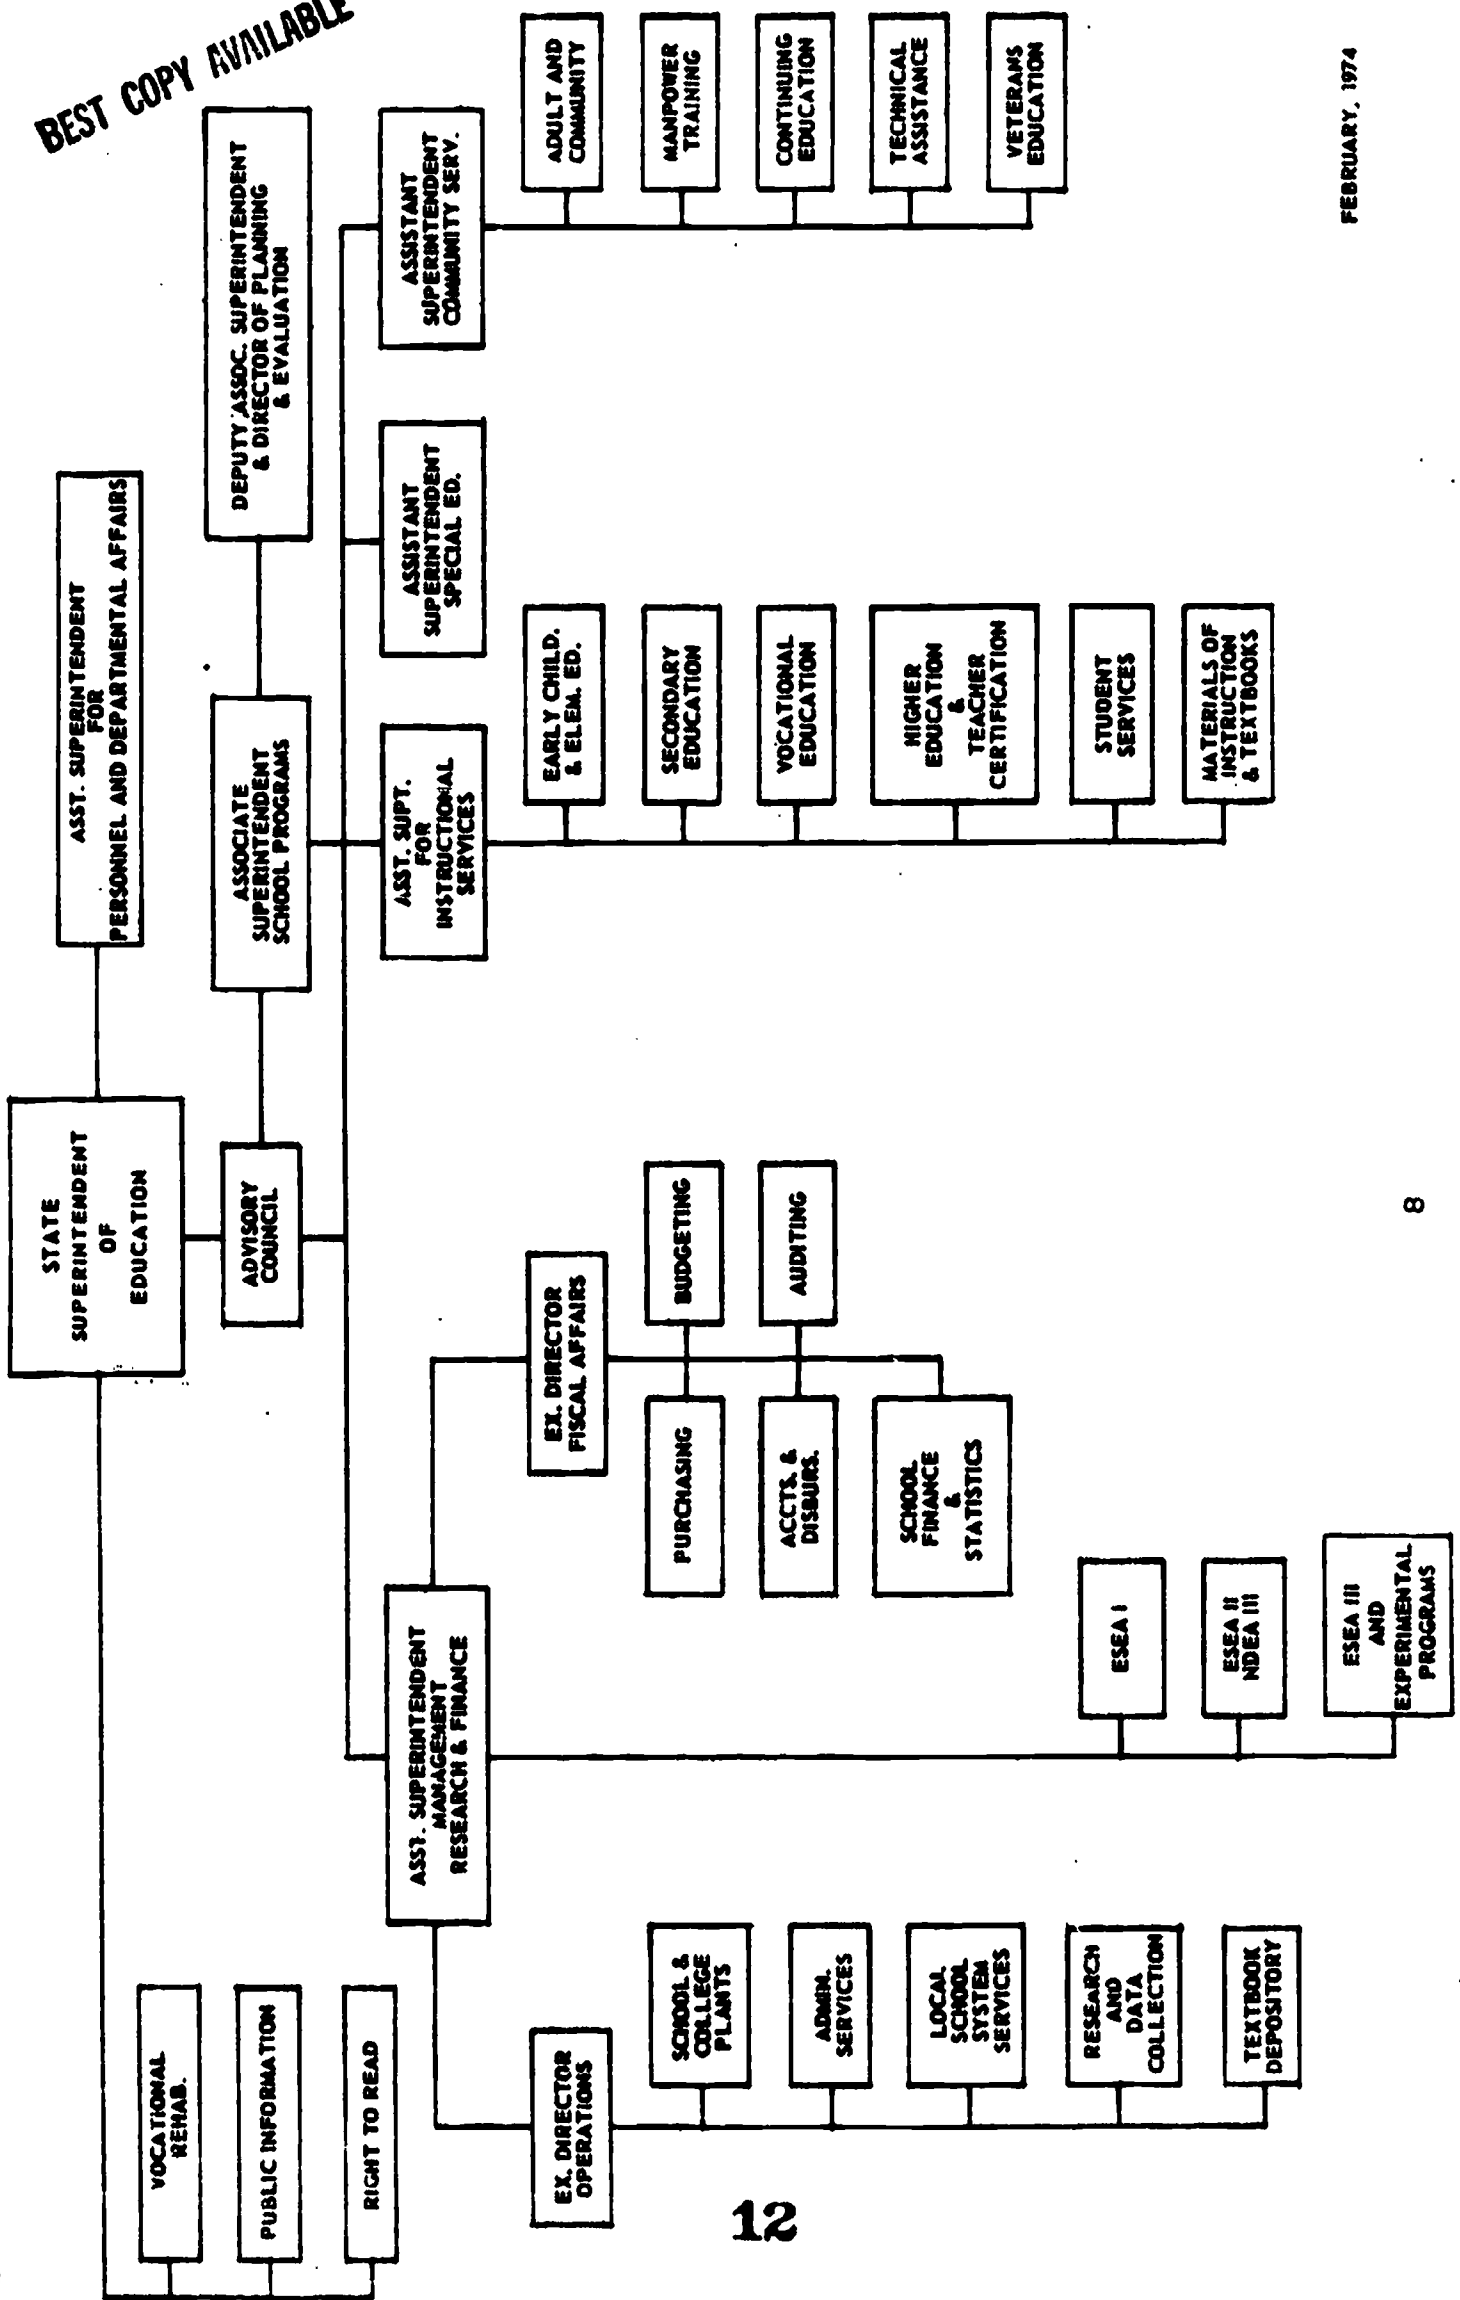 BEST COPY AVAILABLE
STATE
SUPERINTENDENT
OF
EDUCATION
ASST. SUPERINTENDENT
FOR
PERSONNEL AND DEPARTMENTAL AFFAIRS
VOCATIONAL
REHAB.
PUBLIC INFORMATION
RIGHT TO READ
ADVISORY
COUNCIL
ASSOCIATE
SUPERINTENDENT
SCHOOL PROGRAMS
DEPUTY ASSOC. SUPERINTENDENT
& DIRECTOR OF PLANNING
& EVALUATION
ASST. SUPERINTENDENT
MANAGEMENT
RESEARCH & FINANCE
ASST. SUPT.
FOR
INSTRUCTIONAL
SERVICES
ASSISTANT
SUPERINTENDENT
SPECIAL ED.
ASSISTANT
SUPERINTENDENT
COMMUNITY SERV.
EX. DIRECTOR
OPERATIONS
SCHOOL &
COLLEGE
PLANTS
ADMIN.
SERVICES
LOCAL
SCHOOL
SYSTEM
SERVICES
RESEARCH
AND
DATA
COLLECTION
TEXTBOOK
DEPOSITORY
EX. DIRECTOR
FISCAL AFFAIRS
PURCHASING
BUDGETING
ACCTS. &
DISBURS.
AUDITING
SCHOOL
FINANCE
&
STATISTICS
ESEA I
ESEA II
NDEA III
ESEA III
AND
EXPERIMENTAL
PROGRAMS
EARLY CHILD.
& ELEM. ED.
SECONDARY
EDUCATION
VOCATIONAL
EDUCATION
HIGHER
EDUCATION
&
TEACHER
CERTIFICATION
STUDENT
SERVICES
MATERIALS OF
INSTRUCTION
& TEXTBOOKS
ADULT AND
COMMUNITY
MANPOWER
TRAINING
CONTINUING
EDUCATION
TECHNICAL
ASSISTANCE
VETERANS
EDUCATION
FEBRUARY, 1974
8
12